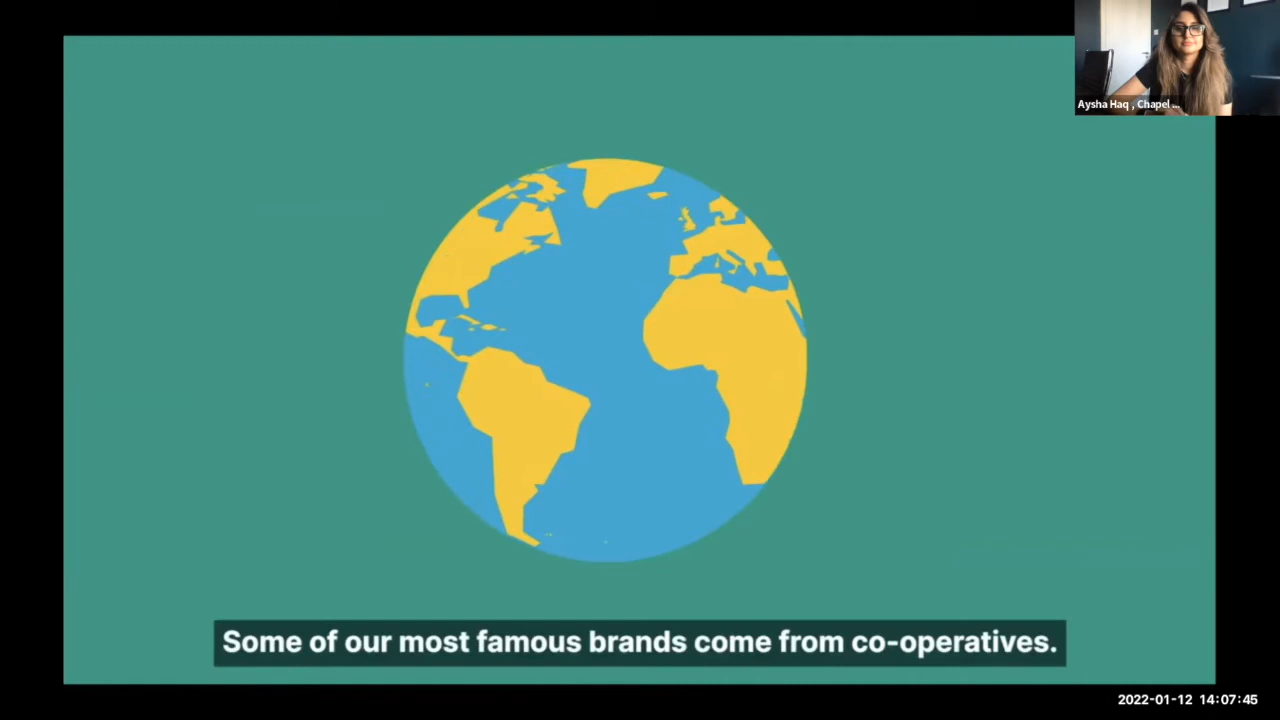 Aysha Haq , Chapel ...
Some of our most famous brands come from co-operatives.
2022-01-12 14:07:45